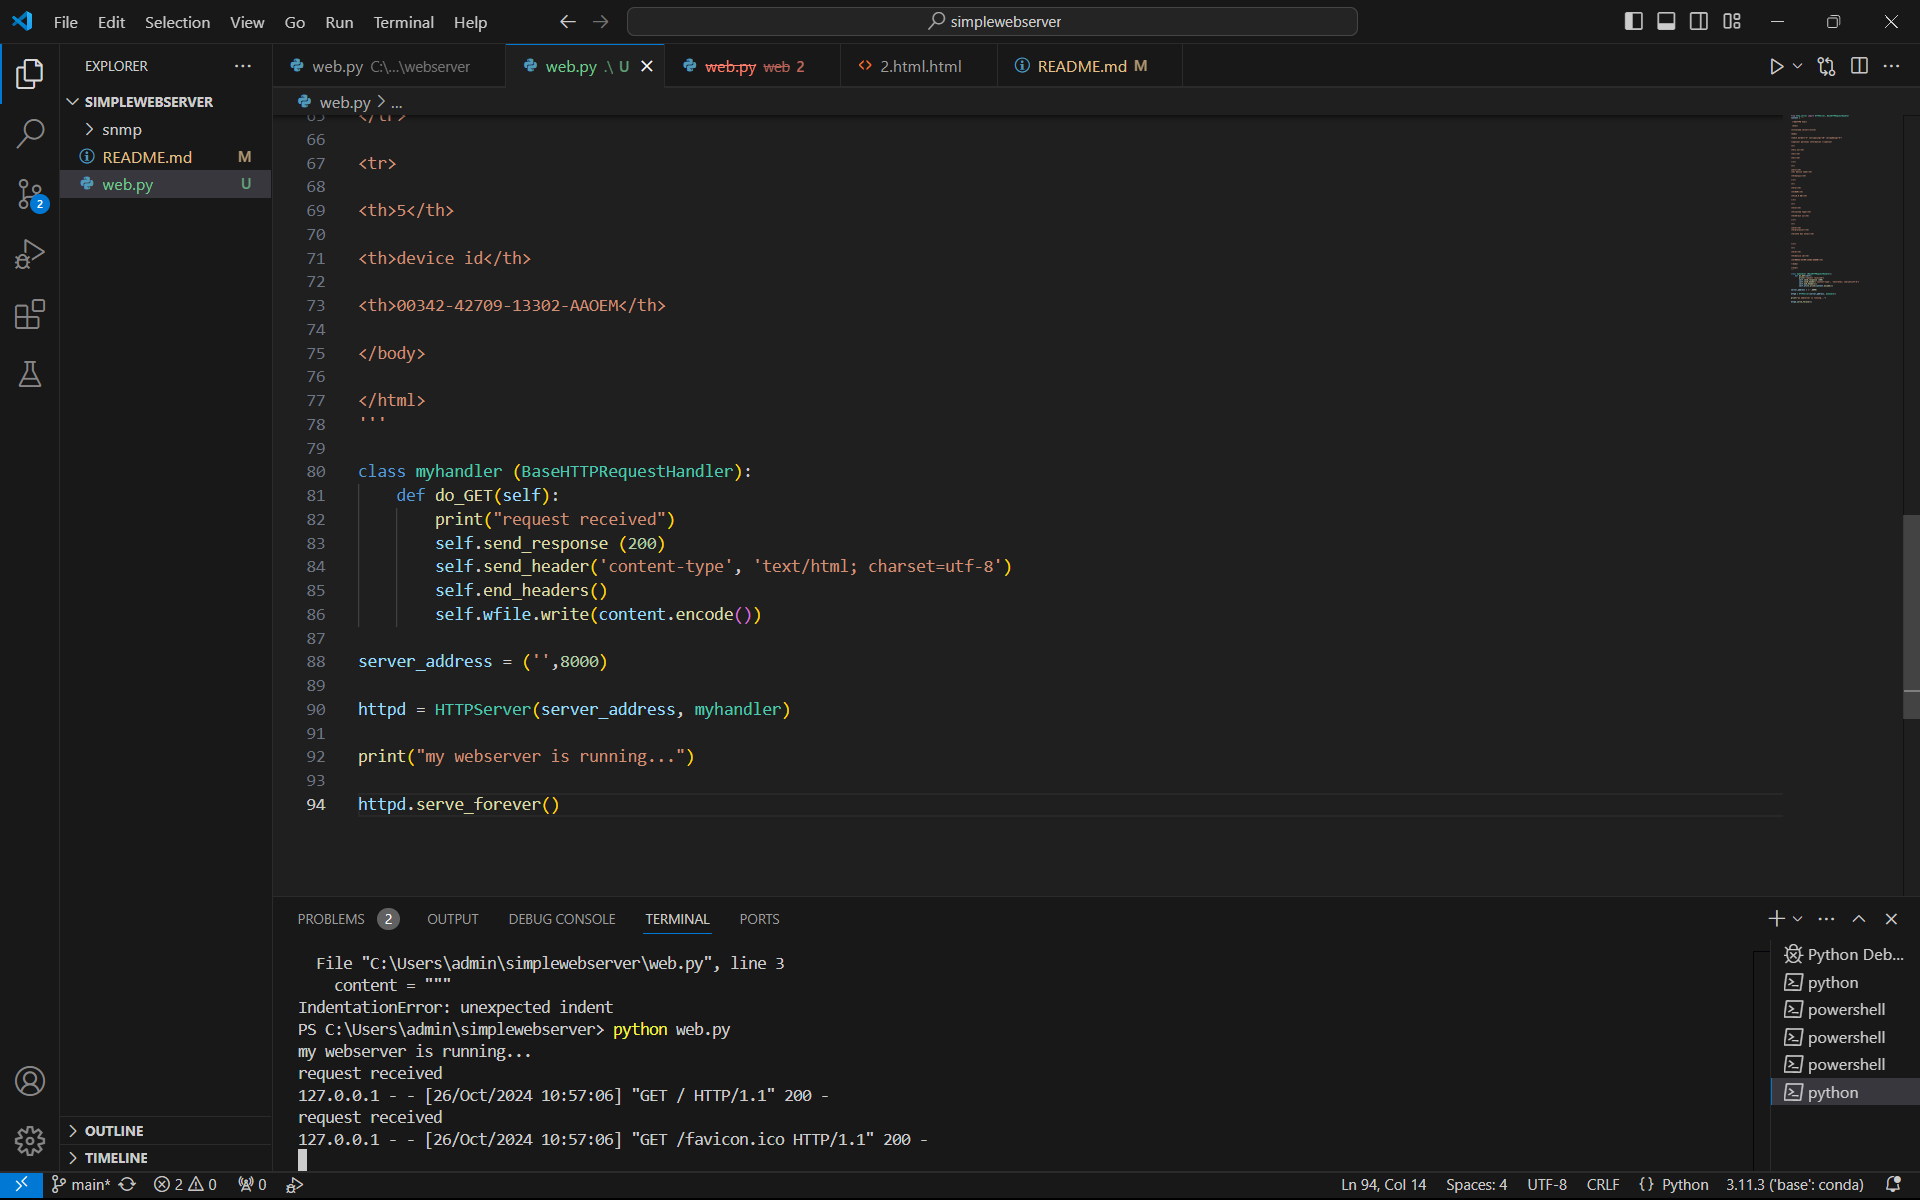 File Edit Selection View Go Run Terminal Help
simplewebserver
EXPLORER
web.py C:\...\webserver
web.py .\ U
web.py web 2
2.html.html
README.md M
SIMPLEWEBSERVER
snmp
README.md M
web.py U
web.py > ...
65 </tr>
66
67 <tr>
68
69 <th>5</th>
70
71 <th>device id</th>
72
73 <th>00342-42709-13302-AAOEM</th>
74
75 </body>
76
77 </html>
78 '''
79
80 class myhandler (BaseHTTPRequestHandler):
81 def do_GET(self):
82 print("request received")
83 self.send_response (200)
84 self.send_header('content-type', 'text/html; charset=utf-8')
85 self.end_headers()
86 self.wfile.write(content.encode())
87
88 server_address = ('',8000)
89
90 httpd = HTTPServer(server_address, myhandler)
91
92 print("my webserver is running...")
93
94 httpd.serve_forever()
PROBLEMS 2 OUTPUT DEBUG CONSOLE TERMINAL PORTS
File "C:\Users\admin\simplewebserver\web.py", line 3
content = """
IndentationError: unexpected indent
PS C:\Users\admin\simplewebserver> python web.py
my webserver is running...
request received
127.0.0.1 - - [26/Oct/2024 10:57:06] "GET / HTTP/1.1" 200 -
request received
127.0.0.1 - - [26/Oct/2024 10:57:06] "GET /favicon.ico HTTP/1.1" 200 -
Python Deb...
python
powershell
powershell
powershell
python
2
OUTLINE
TIMELINE
main* 2 0 0 Ln 94, Col 14 Spaces: 4 UTF-8 CRLF {} Python 3.11.3 ('base': conda)